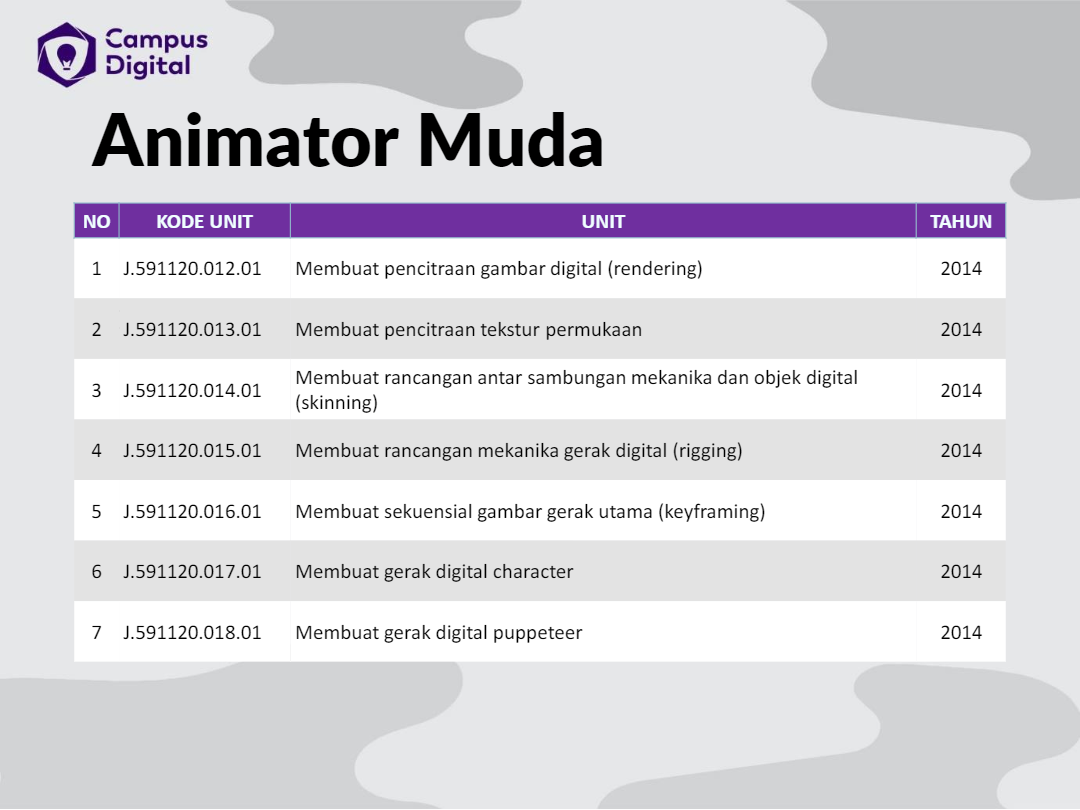 Campus
Digital
Animator Muda
NO KODE UNIT UNIT TAHUN
1 J.591120.012.01 Membuat pencitraan gambar digital (rendering) 2014
2 J.591120.013.01 Membuat pencitraan tekstur permukaan 2014
3 J.591120.014.01 Membuat rancangan antar sambungan mekanika dan objek digital
(skinning) 2014
4 J.591120.015.01 Membuat rancangan mekanika gerak digital (rigging) 2014
5 J.591120.016.01 Membuat sekuensial gambar gerak utama (keyframing) 2014
6 J.591120.017.01 Membuat gerak digital character 2014
7 J.591120.018.01 Membuat gerak digital puppeteer 2014